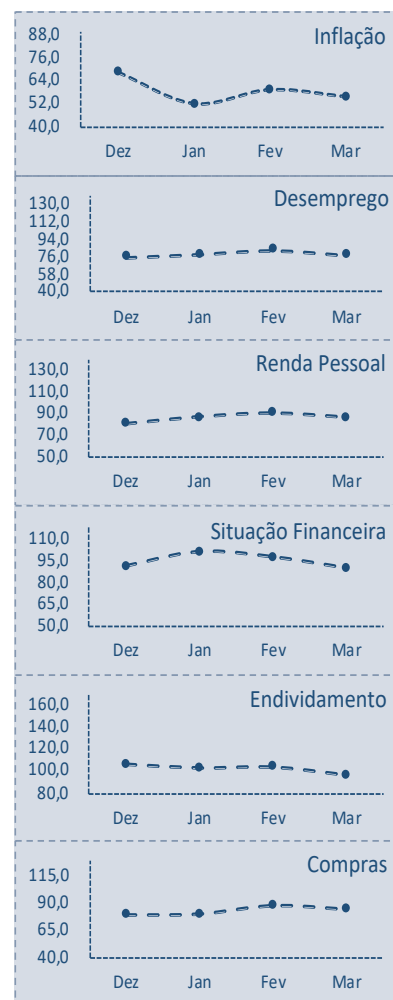 Inflação
88,0
76,0
64,0
52,0
40,0
Dez Jan Fev Mar
Desemprego
130,0
112,0
94,0
76,0
58,0
40,0
Dez Jan Fev Mar
Renda Pessoal
130,0
110,0
90,0
70,0
50,0
Dez Jan Fev Mar
Situação Financeira
110,0
95,0
80,0
65,0
50,0
Dez Jan Fev Mar
Endividamento
160,0
140,0
120,0
100,0
80,0
Dez Jan Fev Mar
Compras
115,0
90,0
65,0
40,0
Dez Jan Fev Mar